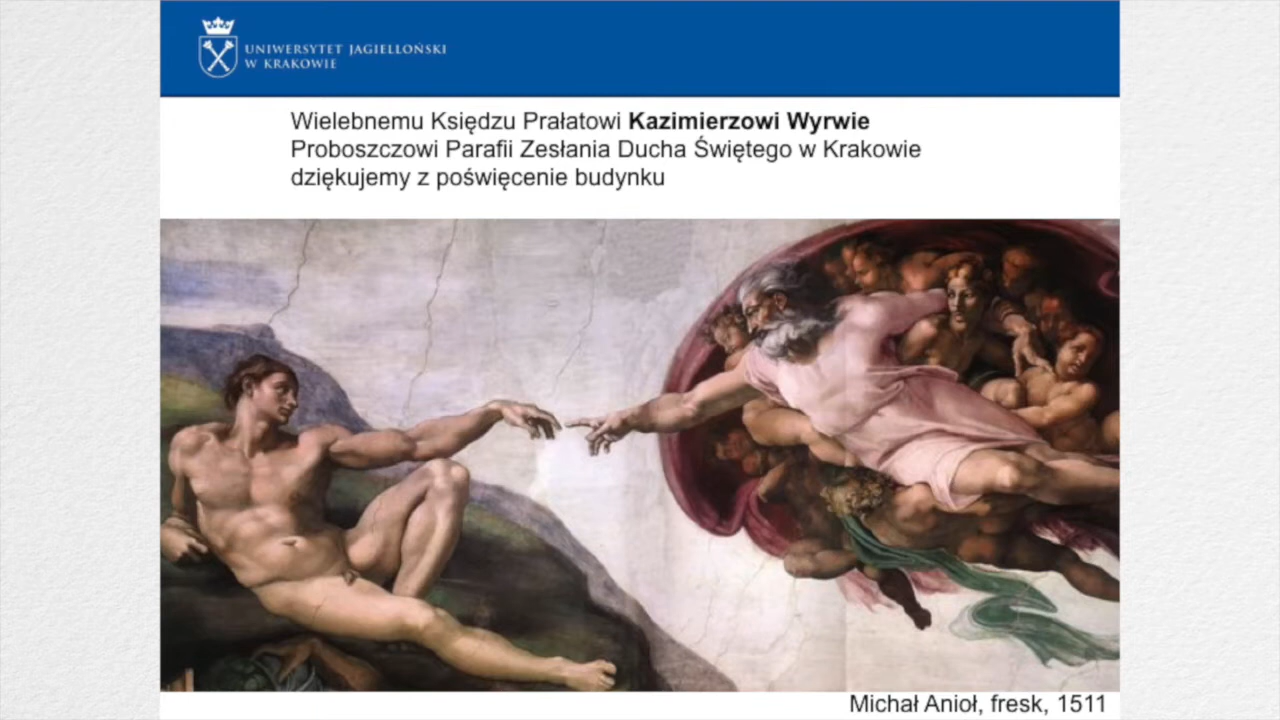 UNIWERSYTET JAGIELLOŃSKI
W KRAKOWIE
Wielebnemu Księdzu Prałatowi Kazimierzowi Wyrwie
Proboszczowi Parafii Zesłania Ducha Świętego w Krakowie
dziękujemy z poświęcenie budynku
Michał Anioł, fresk, 1511